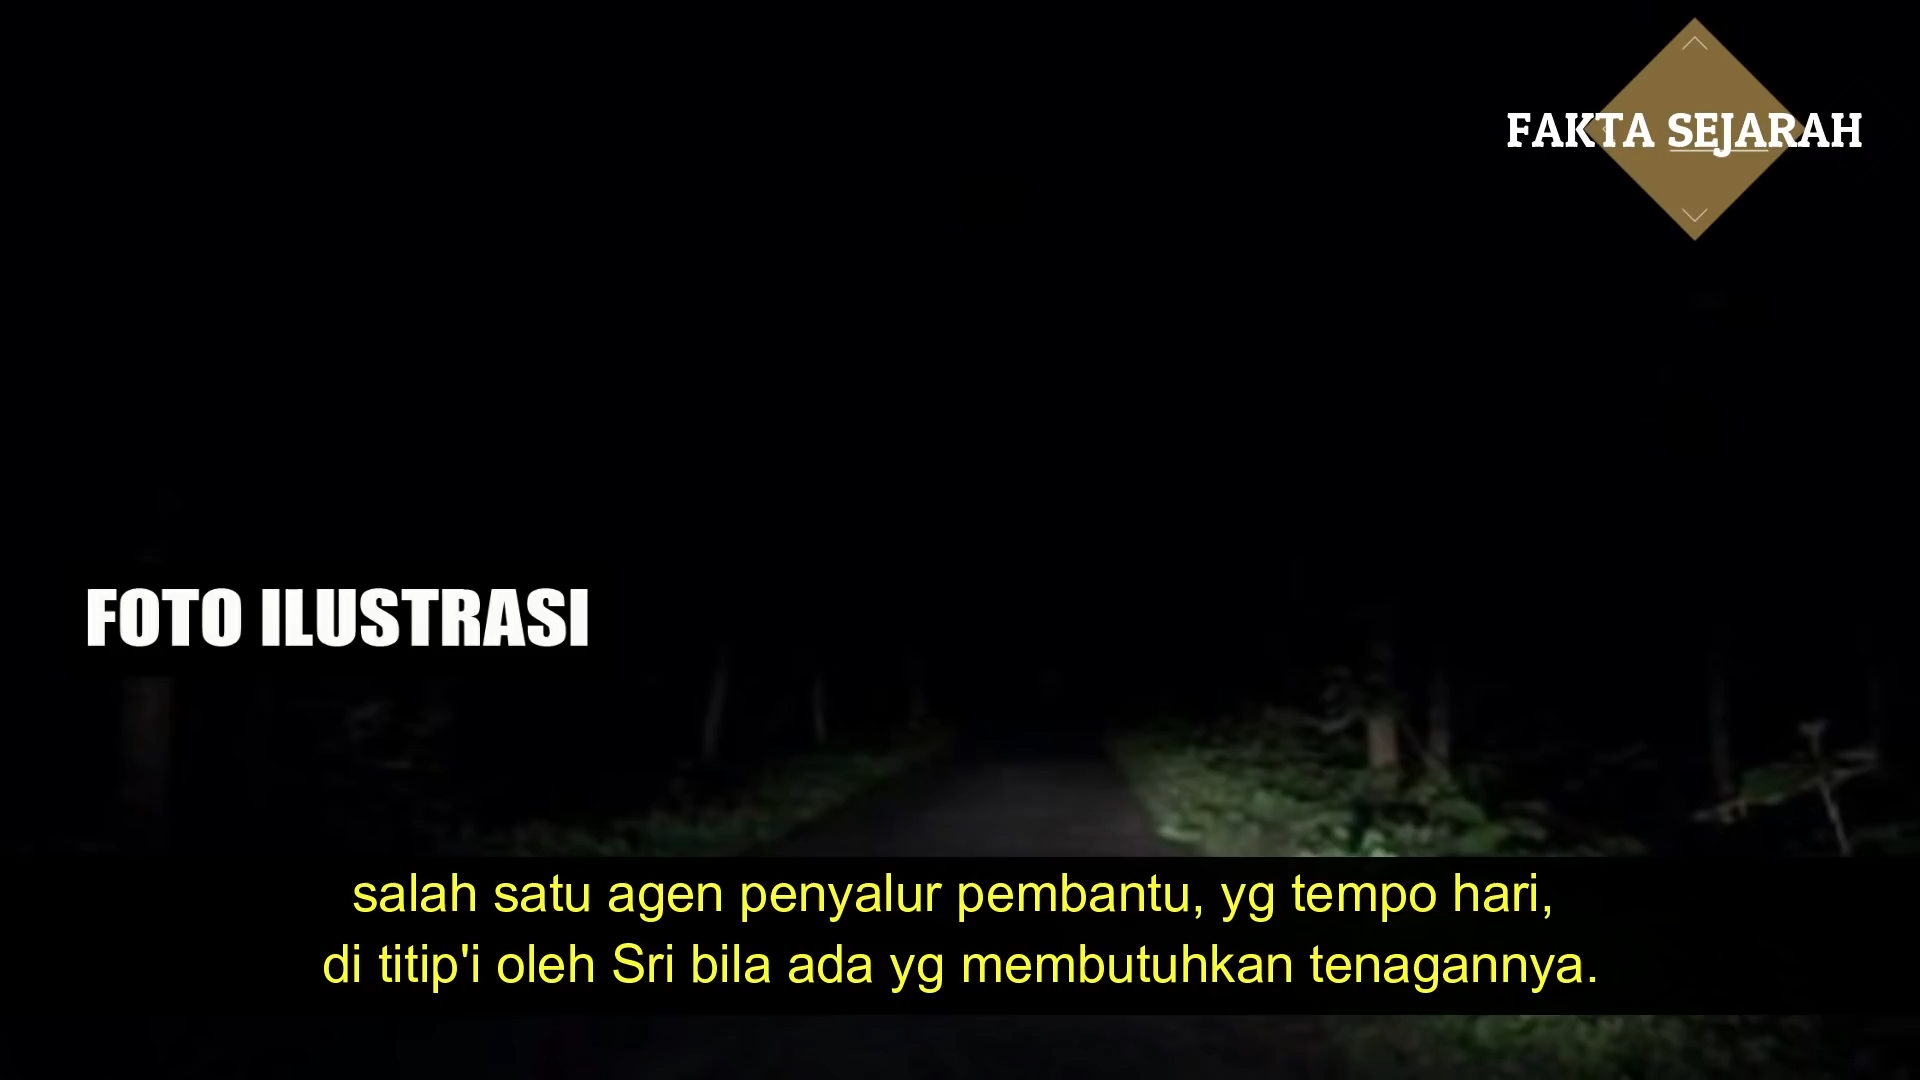 FAKTA SEJARAH
FOTO ILUSTRASI
salah satu agen penyalur pembantu, yg tempo hari,
di titip'i oleh Sri bila ada yg membutuhkan tenagannya.